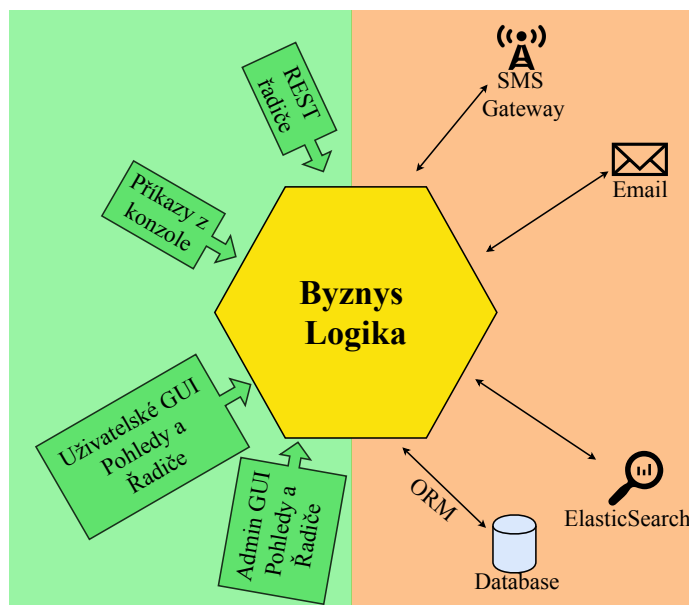 REST
řadiče
Příkazy z
konzole
Uživatelské GUI
Pohledy a
Řadiče
Admin GUI
Pohledy a
Řadiče
Byznys
Logika
SMS
Gateway
Email
ElasticSearch
ORM
Database